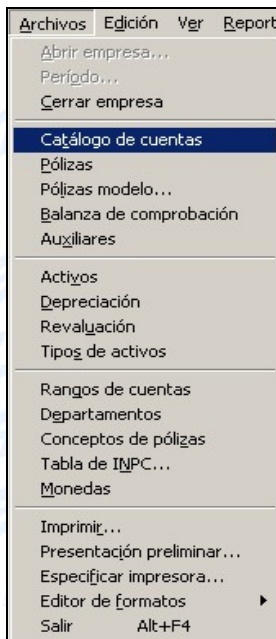 Archivos Edición Ver Report
Abrir empresa...
Período...
Cerrar empresa
Catálogo de cuentas
Pólizas
Pólizas modelo...
Balanza de comprobación
Auxiliares
Activos
Depreciación
Revaluación
Tipos de activos
Rangos de cuentas
Departamentos
Conceptos de pólizas
Tabla de INPC...
Monedas
Imprimir...
Presentación preliminar...
Especificar impresora...
Editor de formatos
Salir Alt+F4